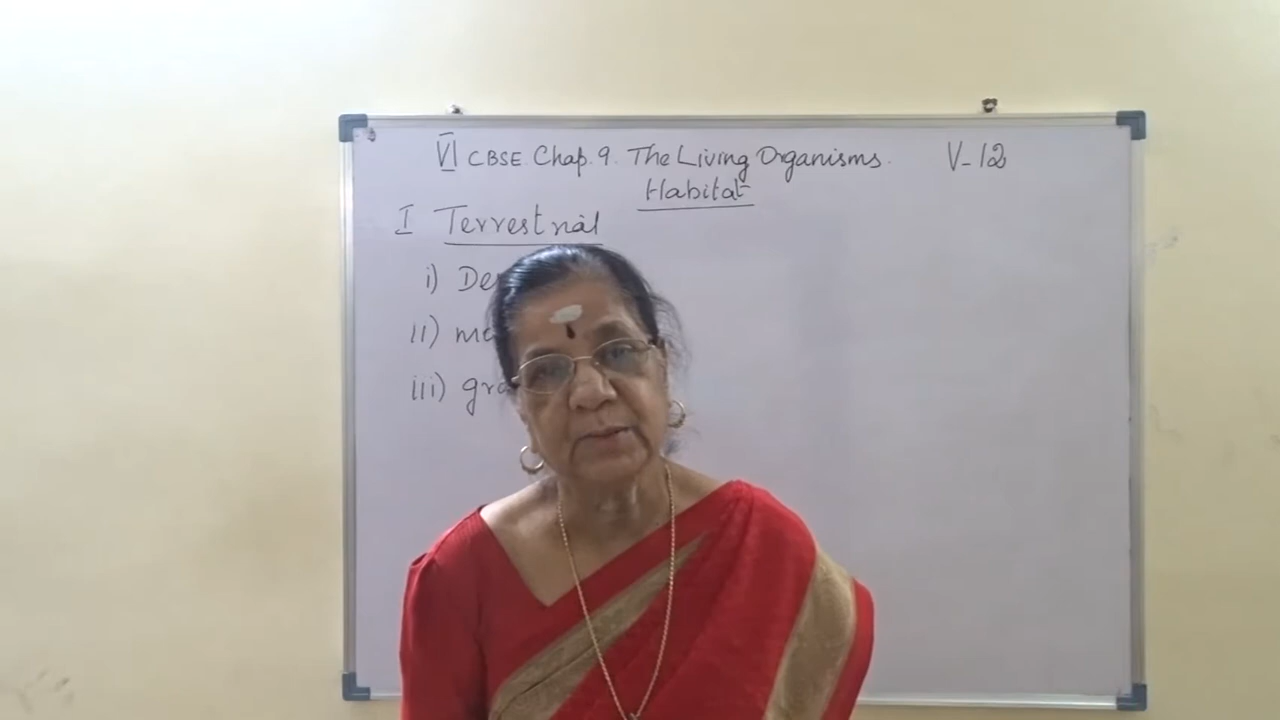 VI CBSE Chap. 9. The Living Organisms. V-12
Habitat
I Terrestrial
i)
ii)
iii)